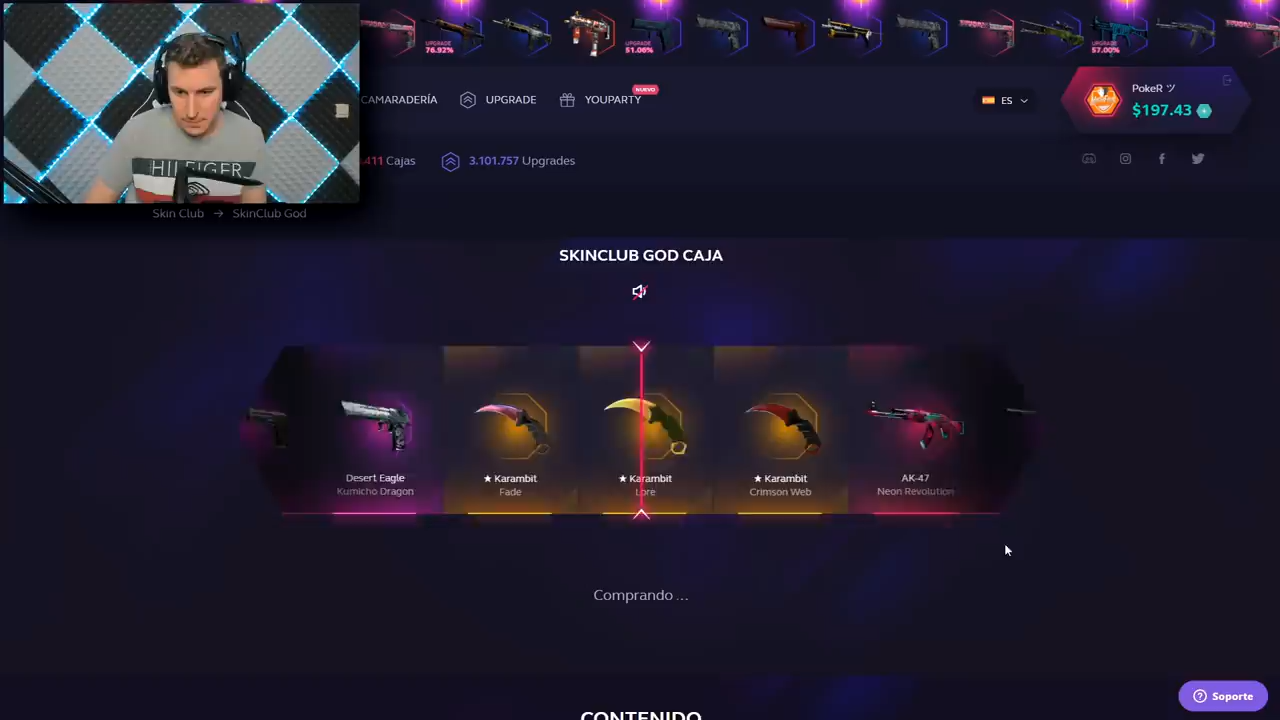 UPGRADE
76.92%
UPGRADE
51.06%
UPGRADE
57.00%
HILFIGER
CAMARADERÍA
UPGRADE
YOUPARTY
NUEVO
ES
PokeR ツ
$197.43
.411 Cajas
3.101.757 Upgrades
Skin Club → SkinClub God
SKINCLUB GOD CAJA
Desert Eagle
Kumicho Dragon
★ Karambit
Fade
★ Karambit
Lore
★ Karambit
Crimson Web
AK-47
Neon Revolution
Comprando ...
CONTENIDO
Soporte